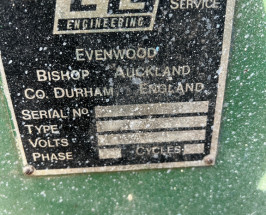 SERVICE
ENGINEERING
EVENWOOD
BISHOP AUCKLAND
CO. DURHAM ENGLAND
SERIAL NO.
TYPE
VOLTS
PHASE CYCLES